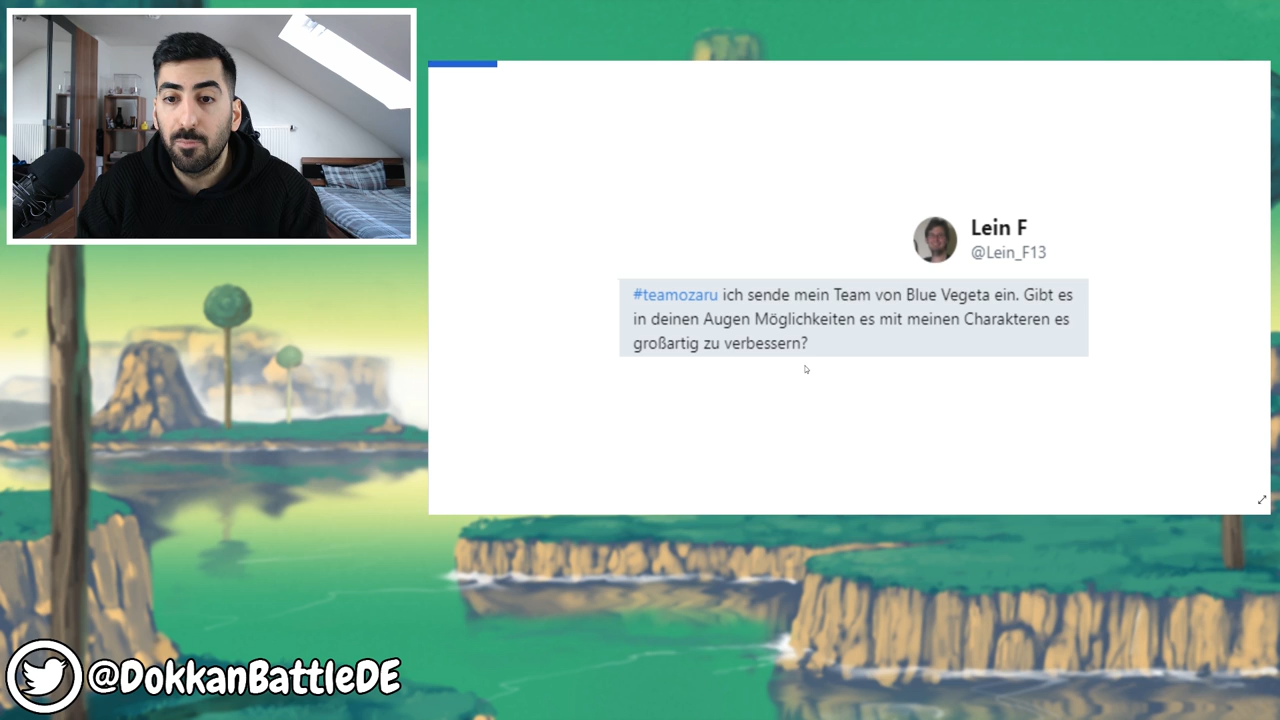 Lein F
@Lein_F13
#teamozaru ich sende mein Team von Blue Vegeta ein. Gibt es
in deinen Augen Möglichkeiten es mit meinen Charakteren es
großartig zu verbessern?
@DokkanBattleDE